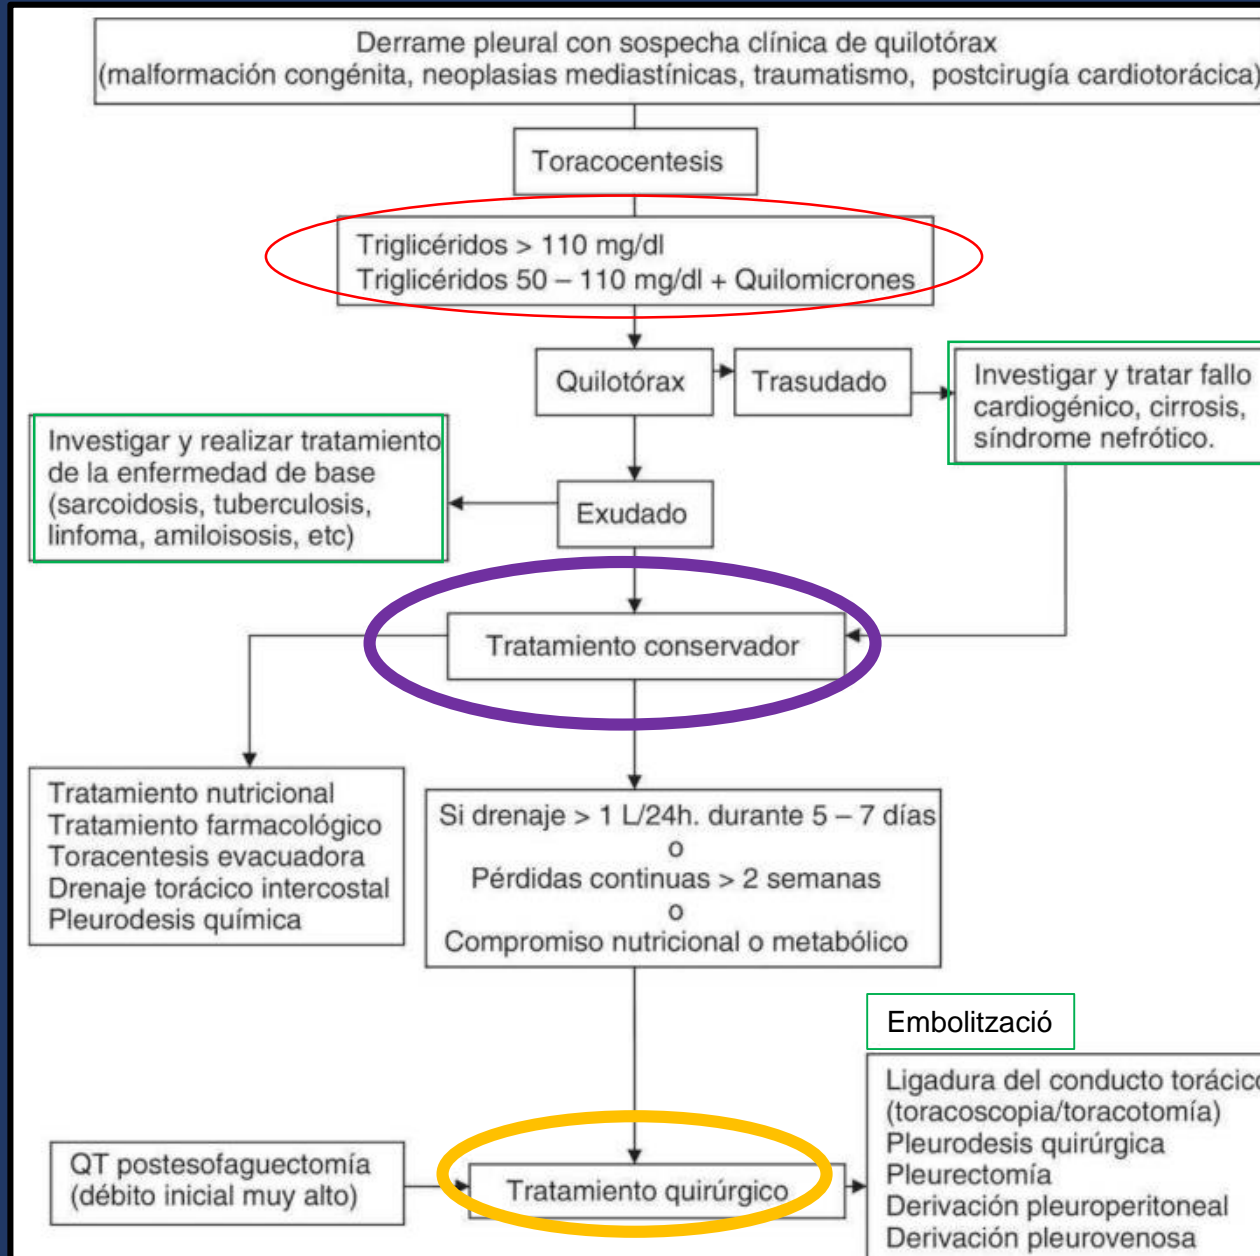 Derrame pleural con sospecha clínica de quilotórax
(malformación congénita, neoplasias mediastínicas, traumatismo, postcirugía cardiotorácica)
Toracocentesis
Triglicéridos > 110 mg/dl
Triglicéridos 50 – 110 mg/dl + Quilomicrones
Quilotórax
Trasudado
Investigar y tratar fallo
cardiogénico, cirrosis,
síndrome nefrótico.
Investigar y realizar tratamiento
de la enfermedad de base
(sarcoidosis, tuberculosis,
linfoma, amiloisosis, etc)
Exudado
Tratamiento conservador
Tratamiento nutricional
Tratamiento farmacológico
Toracentesis evacuadora
Drenaje torácico intercostal
Pleurodesis química
Si drenaje > 1 L/24h. durante 5 – 7 días
o
Pérdidas continuas > 2 semanas
o
Compromiso nutricional o metabólico
Embolització
QT postesofaguectomía
(débito inicial muy alto)
Tratamiento quirúrgico
Ligadura del conducto torácico
(toracoscopia/toracotomía)
Pleurodesis quirúrgica
Pleurectomía
Derivación pleuroperitoneal
Derivación pleurovenosa